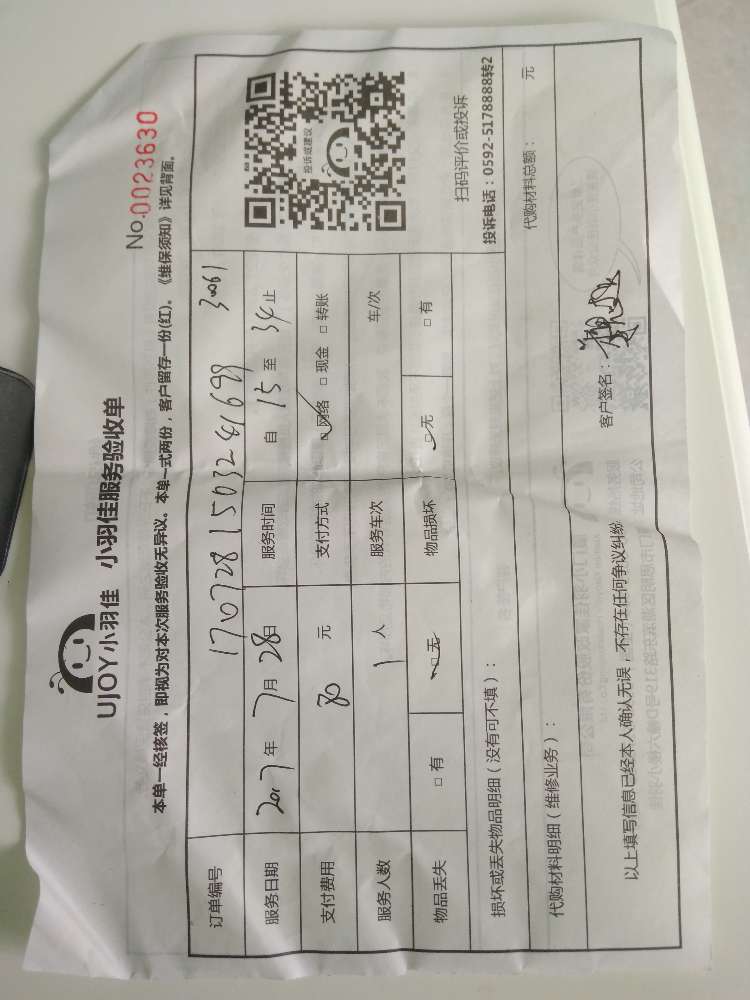 UJOY小羽佳 小羽佳服务验收单
No.0023630
本单一经核签，即视为对本次服务验收无异议。本单一式两份，客户留存一份(红)。《维保须知》详见背面。
订单编号 1707281503241699 30061
服务日期 2017年7月28日 服务时间 自 15 至 34 止
支付费用 80 元 支付方式 □网络 □现金 □转账
服务人数 1 人 服务车次 车/次
物品丢失 □有 □无 物品损坏 □无 □有
投诉或建议
扫码评价或投诉
投诉电话：0592-5178888转2
损坏或丢失物品明细（没有可不填）：
代购材料明细（维修业务）： 代购材料总额： 元
以上填写信息已经本人确认无误，不存在任何争议纠纷 客户签名：